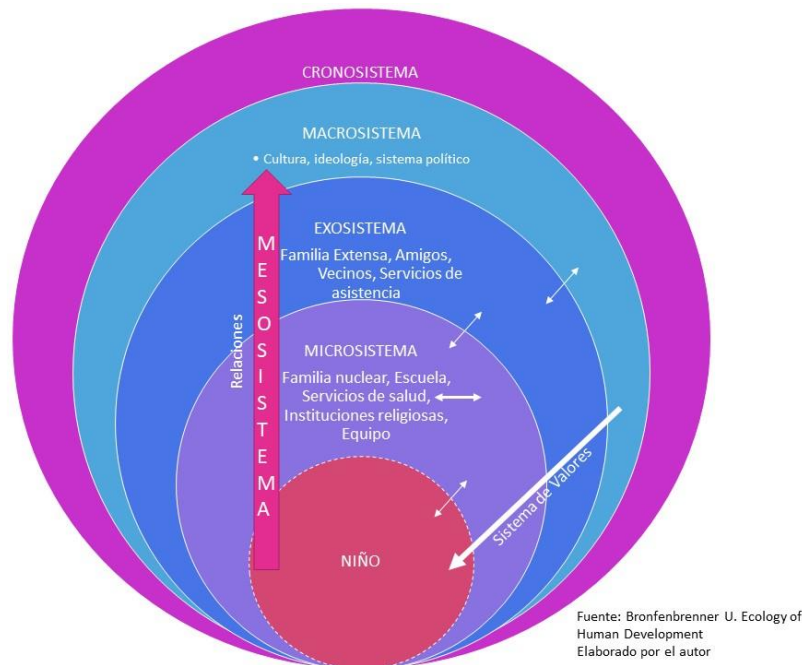 CRONOSISTEMA
MACROSISTEMA
• Cultura, ideología, sistema político
EXOSISTEMA
Familia Extensa, Amigos,
Vecinos, Servicios de
asistencia
MICROSISTEMA
Familia nuclear, Escuela,
Servicios de salud,
Instituciones religiosas,
Equipo
NIÑO
MESOSISTEMA
Relaciones
Sistema de Valores
Fuente: Bronfenbrenner U. Ecology of
Human Development
Elaborado por el autor